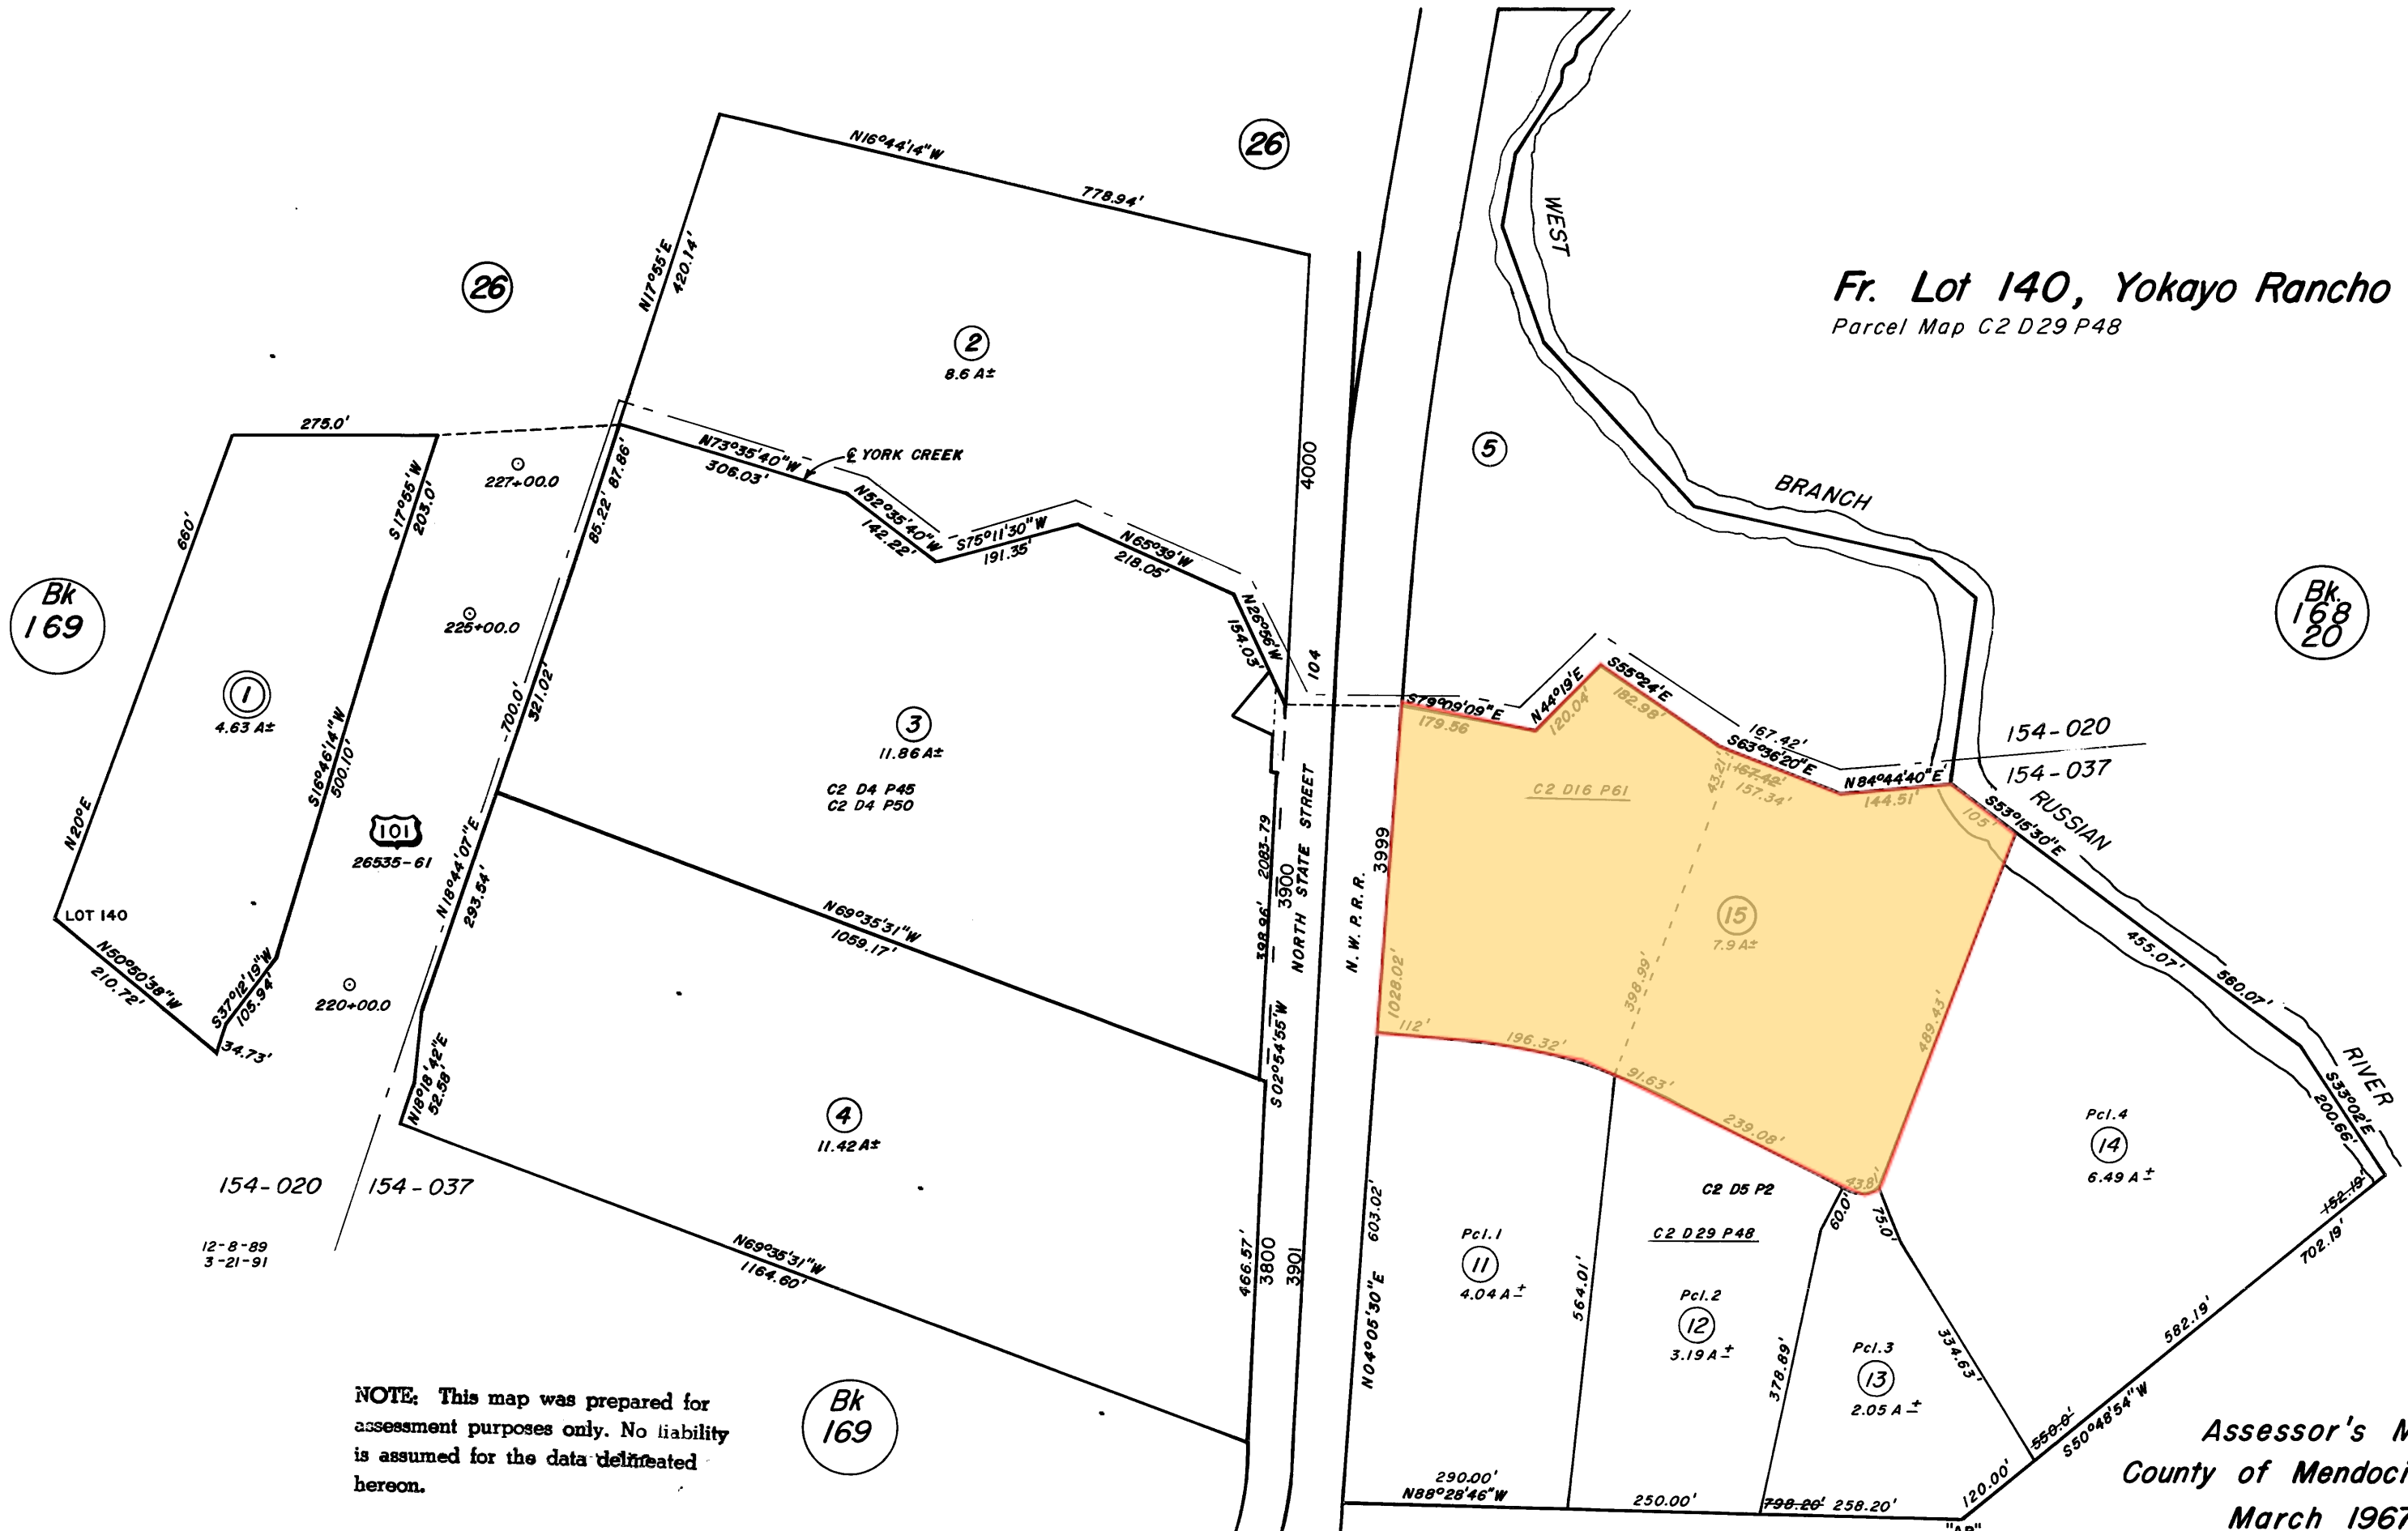 N16°44'14"W
778.94'
26
26
N17°55'E
420.14'
2
8.6 A±
WEST
Fr. Lot 140, Yokayo Rancho
Parcel Map C2 D29 P48
275.0'
660'
N20°E
S17°55'W
203.0'
227+00.0
85.22' 87.86'
N73°35'40"W
306.03'
℄ YORK CREEK
N52°35'40"W
142.22'
S75°11'30"W
191.35'
N65°39'W
218.05'
N26°56'W
154.03'
4000
104
5
BRANCH
Bk
169
Bk.
168
20
225+00.0
1
4.63 A±
S16°46'14"W
500.10'
700.0'
321.02'
3
11.86 A±
C2 D4 P45
C2 D4 P50
101
26535-61
N18°44'07"E
293.54'
LOT 140
N50°50'38"W
210.72'
S37°12'19"W
105.94'
34.73'
220+00.0
N69°35'31"W
1059.17'
398.96' 2083-79
3900
NORTH STATE STREET
S02°54'55"W
N.W.P.R.R.
3999
S79°09'09"E
179.56
N44°19'E
120.04'
S55°24'E
182.98'
167.42'
S63°36'20"E
167.42'
157.34'
43.21'
N84°44'40"E
144.51'
154-020
154-037
105'
S53°15'30"E
RUSSIAN
C2 D16 P61
15
7.9 A±
398.99'
1028.02'
112'
196.32'
91.63'
239.08'
43.81'
489.43'
455.07'
560.07'
RIVER
S33°02'E
200.66'
N18°18'42"E
52.58'
4
11.42 A±
154-020
154-037
12-8-89
3-21-91
N69°35'31"W
1164.60'
466.57'
3800
3901
N04°05'30"E 603.02'
C2 D5 P2
C2 D29 P48
60.0'
75.0'
Pcl.1
11
4.04 A±
564.01'
Pcl.2
12
3.19 A±
378.89'
Pcl.3
13
2.05 A±
334.63'
Pcl.4
14
6.49 A±
152.19'
702.19'
582.19'
550.0'
S50°48'54"W
120.00'
290.00'
N88°28'46"W
250.00'
798.20' 258.20'
"AP"
NOTE: This map was prepared for
assessment purposes only. No liability
is assumed for the data delineated
hereon.
Bk
169
Assessor's M
County of Mendoci
March 1967